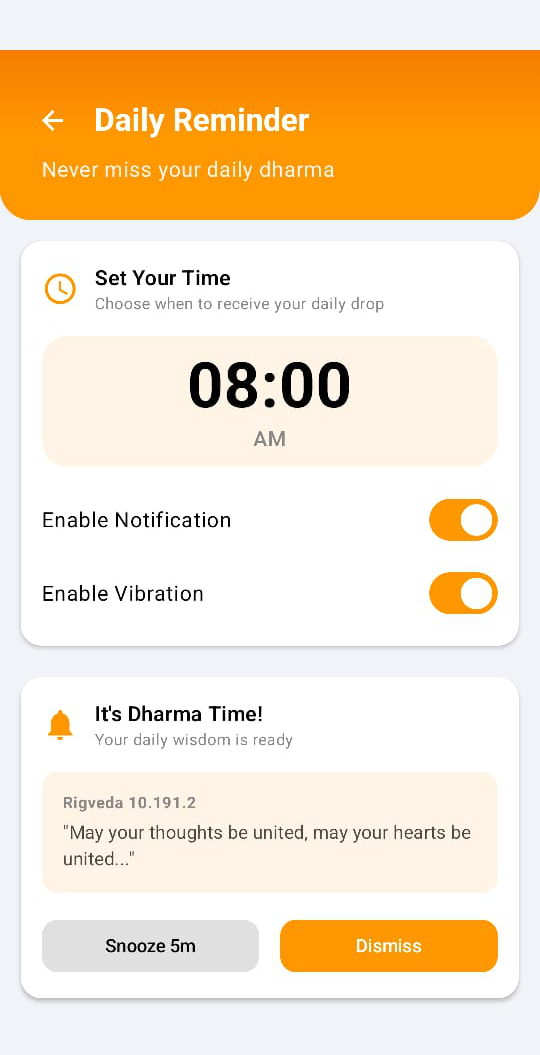 Daily Reminder
Never miss your daily dharma
Set Your Time
Choose when to receive your daily drop
08:00
AM
Enable Notification
Enable Vibration
It's Dharma Time!
Your daily wisdom is ready
Rigveda 10.191.2
"May your thoughts be united, may your hearts be
united..."
Snooze 5m
Dismiss